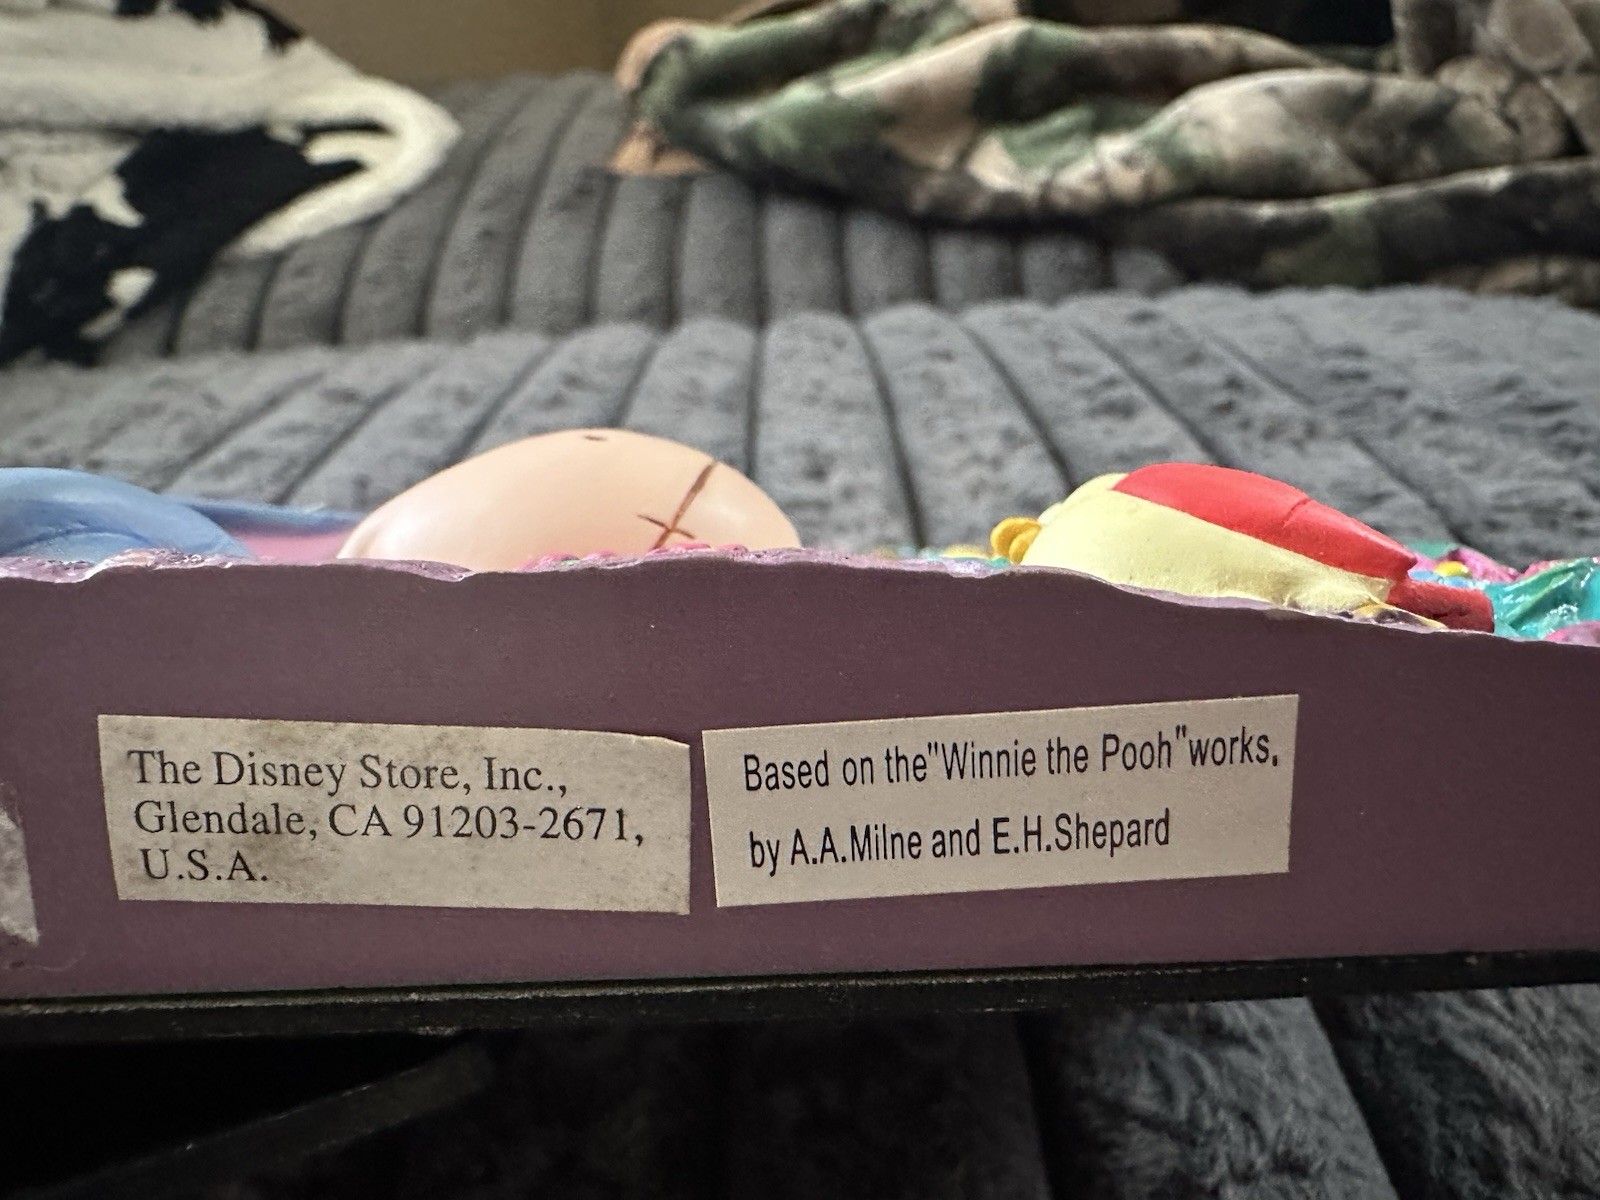 The Disney Store, Inc.,
Glendale, CA 91203-2671,
U.S.A.
Based on the"Winnie the Pooh"works.
by A.A.Milne and E.H.Shepard